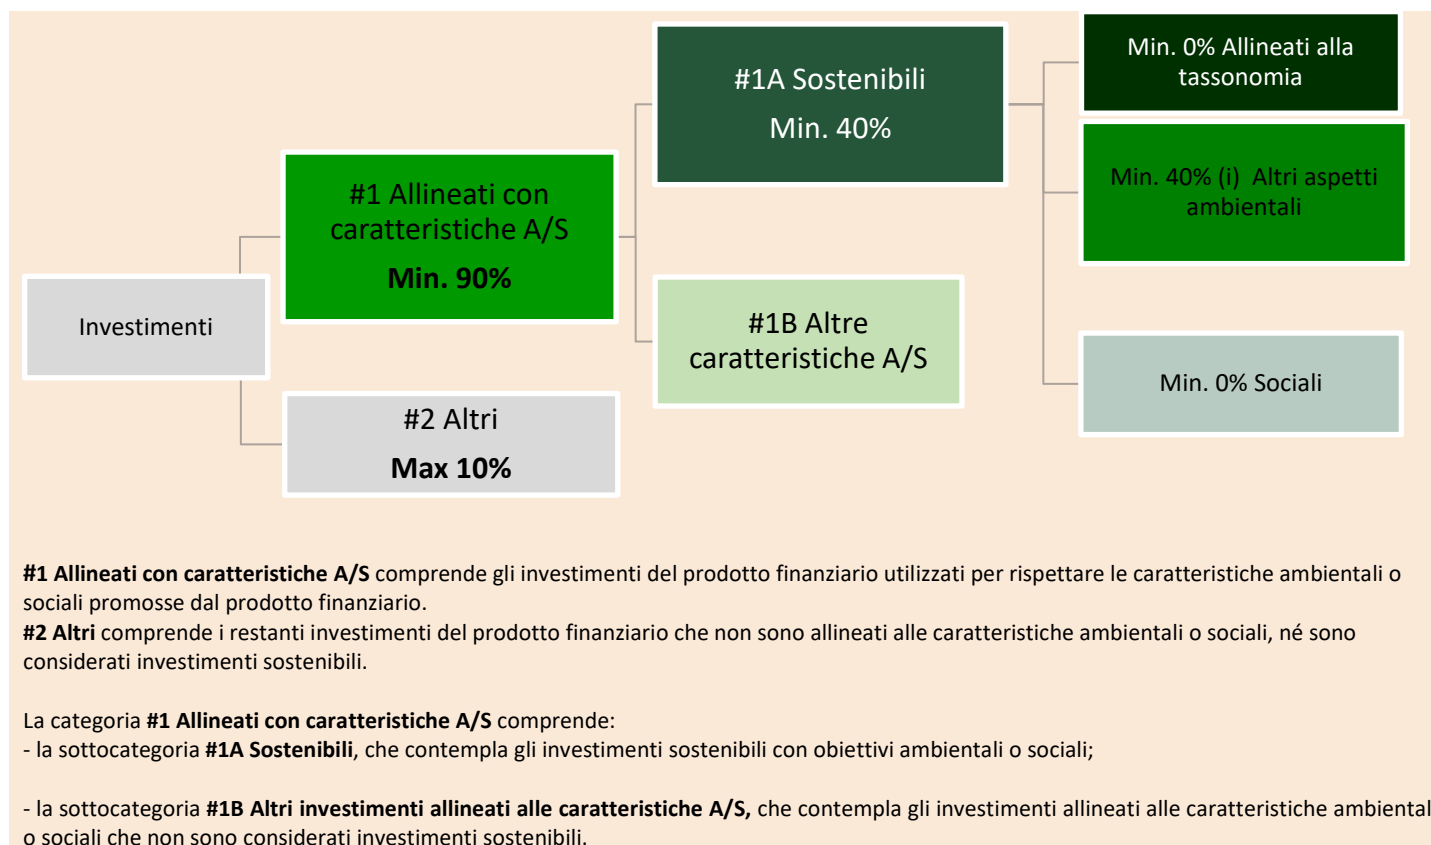 Investimenti
#1 Allineati con
caratteristiche A/S
Min. 90%
#2 Altri
Max 10%
#1A Sostenibili
Min. 40%
#1B Altre
caratteristiche A/S
Min. 0% Allineati alla
tassonomia
Min. 40% (i) Altri aspetti
ambientali
Min. 0% Sociali
#1 Allineati con caratteristiche A/S comprende gli investimenti del prodotto finanziario utilizzati per rispettare le caratteristiche ambientali o
sociali promosse dal prodotto finanziario.
#2 Altri comprende i restanti investimenti del prodotto finanziario che non sono allineati alle caratteristiche ambientali o sociali, né sono
considerati investimenti sostenibili.
La categoria #1 Allineati con caratteristiche A/S comprende:
- la sottocategoria #1A Sostenibili, che contempla gli investimenti sostenibili con obiettivi ambientali o sociali;
- la sottocategoria #1B Altri investimenti allineati alle caratteristiche A/S, che contempla gli investimenti allineati alle caratteristiche ambiental
o sociali che non sono considerati investimenti sostenibili.